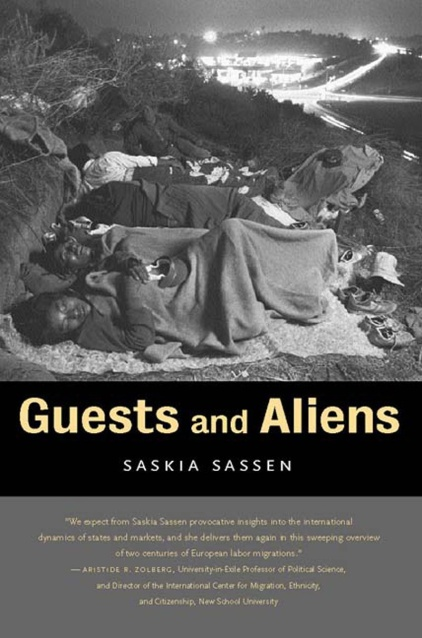 Guests and Aliens
SASKIA SASSEN
"We expect from Saskia Sassen provocative insights into the international
dynamics of states and markets, and she delivers them again in this sweeping overview
of two centuries of European labor migrations."
— ARISTIDE R. ZOLBERG, University-in-Exile Professor of Political Science,
and Director of the International Center for Migration, Ethnicity,
and Citizenship, New School University